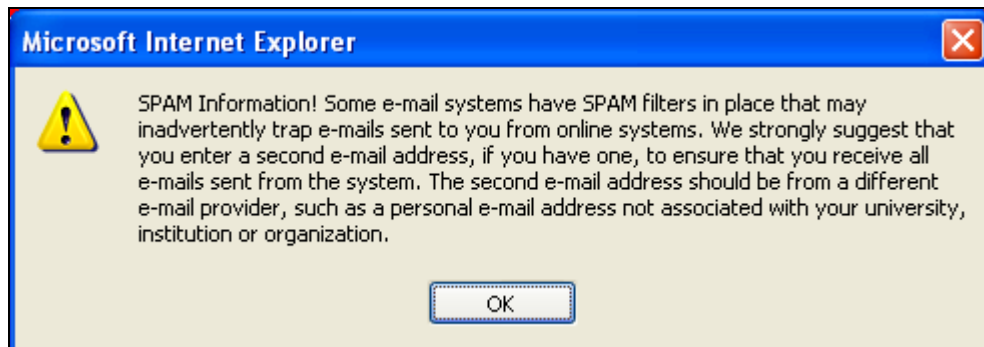 Microsoft Internet Explorer
SPAM Information! Some e-mail systems have SPAM filters in place that may
inadvertently trap e-mails sent to you from online systems. We strongly suggest that
you enter a second e-mail address, if you have one, to ensure that you receive all
e-mails sent from the system. The second e-mail address should be from a different
e-mail provider, such as a personal e-mail address not associated with your university,
institution or organization.
OK